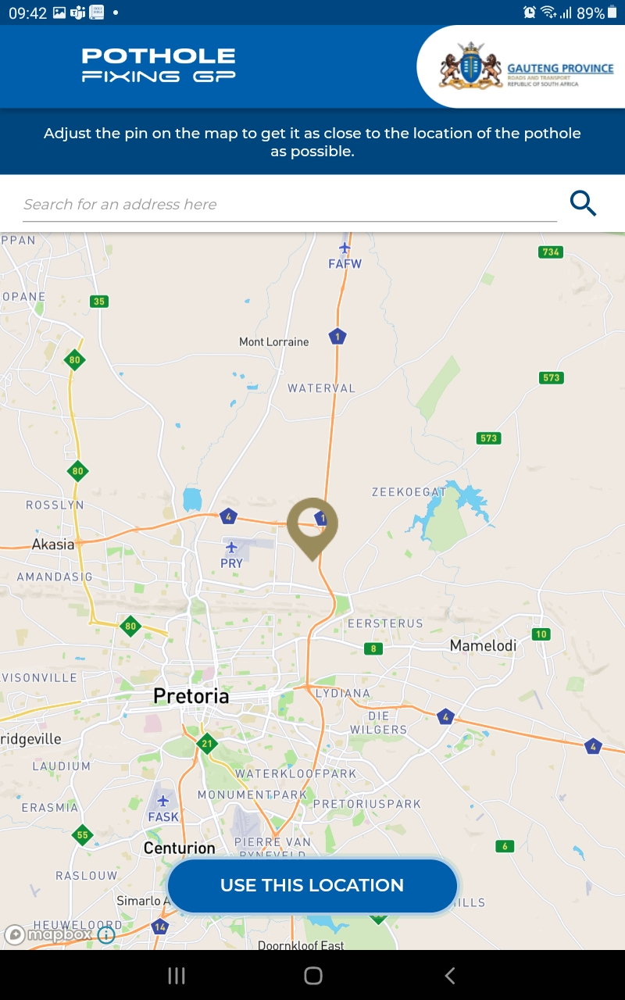 09:42
89%
POTHOLE
FIXING GP
GAUTENG PROVINCE
ROADS AND TRANSPORT
REPUBLIC OF SOUTH AFRICA
Adjust the pin on the map to get it as close to the location of the pothole
as possible.
Search for an address here
PPAN
734
FAFW
OPANE
35
1
Mont Lorraine
80
573
WATERVAL
573
80
ZEEKOEGAT
ROSSLYN
4
1
Akasia
PRY
AMANDASIG
80
EERSTERUS
10
8
Mamelodi
VISONVILLE
Pretoria
LYDIANA
DIE
WILGERS
4
ridgeville
21
4
LAUDIUM
WATERKLOOFPARK
MONUMENTPARK
PRETORIUSPARK
ERASMIA
FASK
55
PIERRE VAN
RYNEVELD
Centurion
6
RASLOUW
USE THIS LOCATION
Simarlo A
ILLS
HEUWELOORD
14
mapbox
Doornkloof East